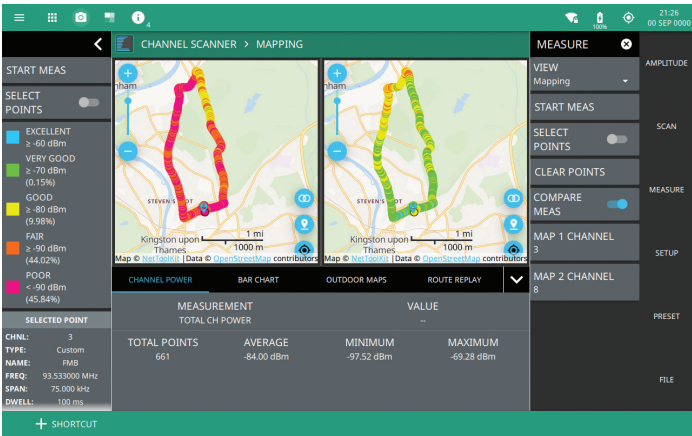 4
100%
21:26
00 SEP 0000
START MEAS
SELECT
POINTS
EXCELLENT
≥ -60 dBm
VERY GOOD
≥ -70 dBm
(0.15%)
GOOD
≥ -80 dBm
(9.98%)
FAIR
≥ -90 dBm
(44.02%)
POOR
< -90 dBm
(45.84%)
SELECTED POINT
CHNL: 3
TYPE: Custom
NAME: FMB
FREQ: 93.533000 MHz
SPAN: 75.000 kHz
DWELL: 100 ms
CHANNEL SCANNER > MAPPING
nham
STEVEN'S
OT
Kingston upon
Thames
1 mi
1000 m
Map © NetToolKit |Data © OpenStreetMap contributors
nham
STEVEN'S
OT
Kingston upon
Thames
1 mi
1000 m
Map © NetToolKit |Data © OpenStreetMap contributors
CHANNEL POWER BAR CHART OUTDOOR MAPS ROUTE REPLAY
MEASUREMENT VALUE
TOTAL CH POWER --
TOTAL POINTS AVERAGE MINIMUM MAXIMUM
661 -84.00 dBm -97.52 dBm -69.28 dBm
MEASURE
VIEW
Mapping
START MEAS
SELECT
POINTS
CLEAR POINTS
COMPARE
MEAS
MAP 1 CHANNEL
3
MAP 2 CHANNEL
8
AMPLITUDE
SCAN
MEASURE
SETUP
PRESET
FILE
+ SHORTCUT